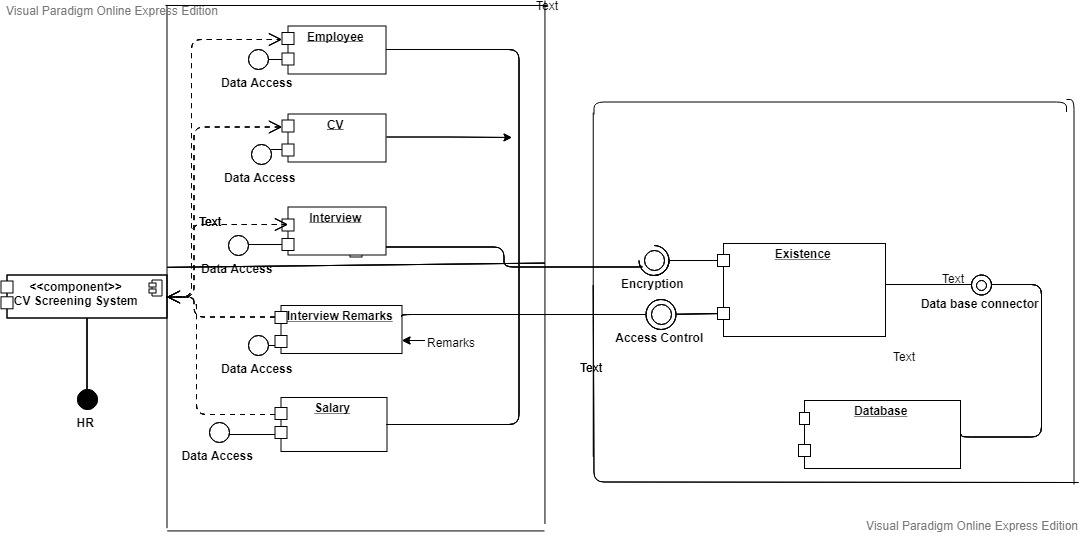 Visual Paradigm Online Express Edition
Text
Employee
Data Access
CV
Data Access
Text
Interview
Data Access
<<component>>
CV Screening System
HR
Interview Remarks
Remarks
Data Access
Salary
Data Access
Existence
Encryption
Access Control
Text
Data base connector
Text
Text
Database
Visual Paradigm Online Express Edition